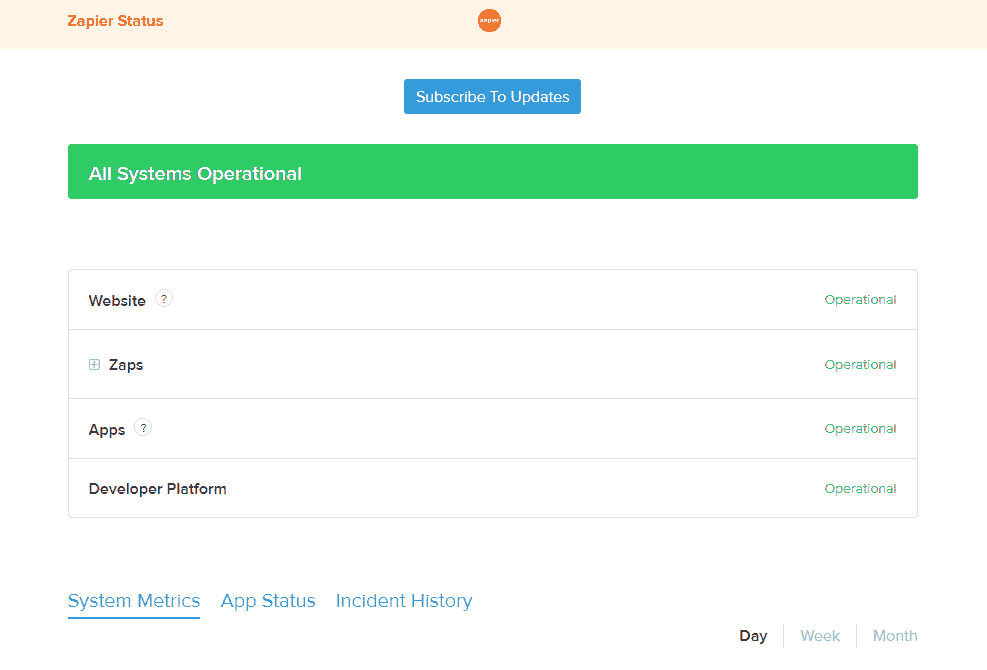 Zapier Status
zapier
Subscribe To Updates
All Systems Operational
Website ? Operational
Zaps Operational
Apps ? Operational
Developer Platform Operational
System Metrics App Status Incident History
Day Week Month